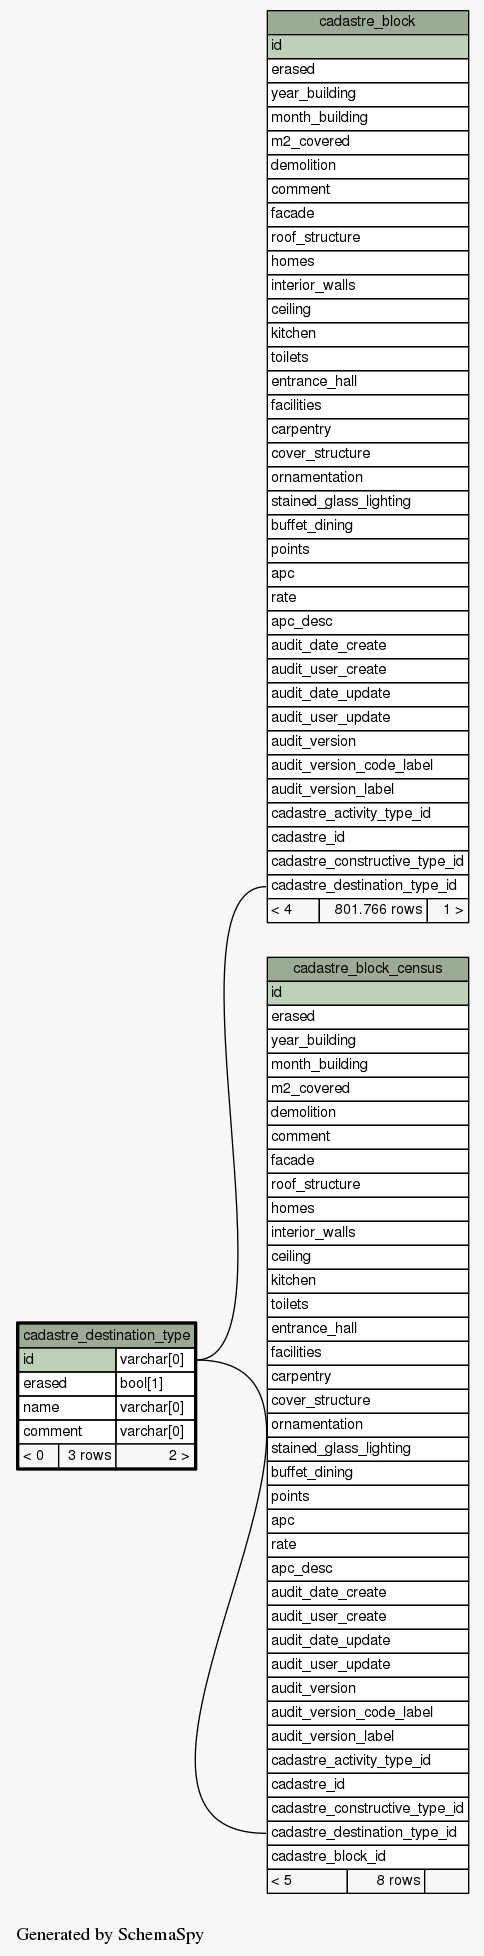 cadastre_block
id
erased
year_building
month_building
m2_covered
demolition
comment
facade
roof_structure
homes
interior_walls
ceiling
kitchen
toilets
entrance_hall
facilities
carpentry
cover_structure
ornamentation
stained_glass_lighting
buffet_dining
points
apc
rate
apc_desc
audit_date_create
audit_user_create
audit_date_update
audit_user_update
audit_version
audit_version_code_label
audit_version_label
cadastre_activity_type_id
cadastre_id
cadastre_constructive_type_id
cadastre_destination_type_id
< 4 801.766 rows 1 >
cadastre_block_census
id
erased
year_building
month_building
m2_covered
demolition
comment
facade
roof_structure
homes
interior_walls
ceiling
kitchen
toilets
entrance_hall
facilities
carpentry
cover_structure
ornamentation
stained_glass_lighting
buffet_dining
points
apc
rate
apc_desc
audit_date_create
audit_user_create
audit_date_update
audit_user_update
audit_version
audit_version_code_label
audit_version_label
cadastre_activity_type_id
cadastre_id
cadastre_constructive_type_id
cadastre_destination_type_id
cadastre_block_id
< 5 8 rows
cadastre_destination_type
id varchar[0]
erased bool[1]
name varchar[0]
comment varchar[0]
< 0 3 rows 2 >
Generated by SchemaSpy